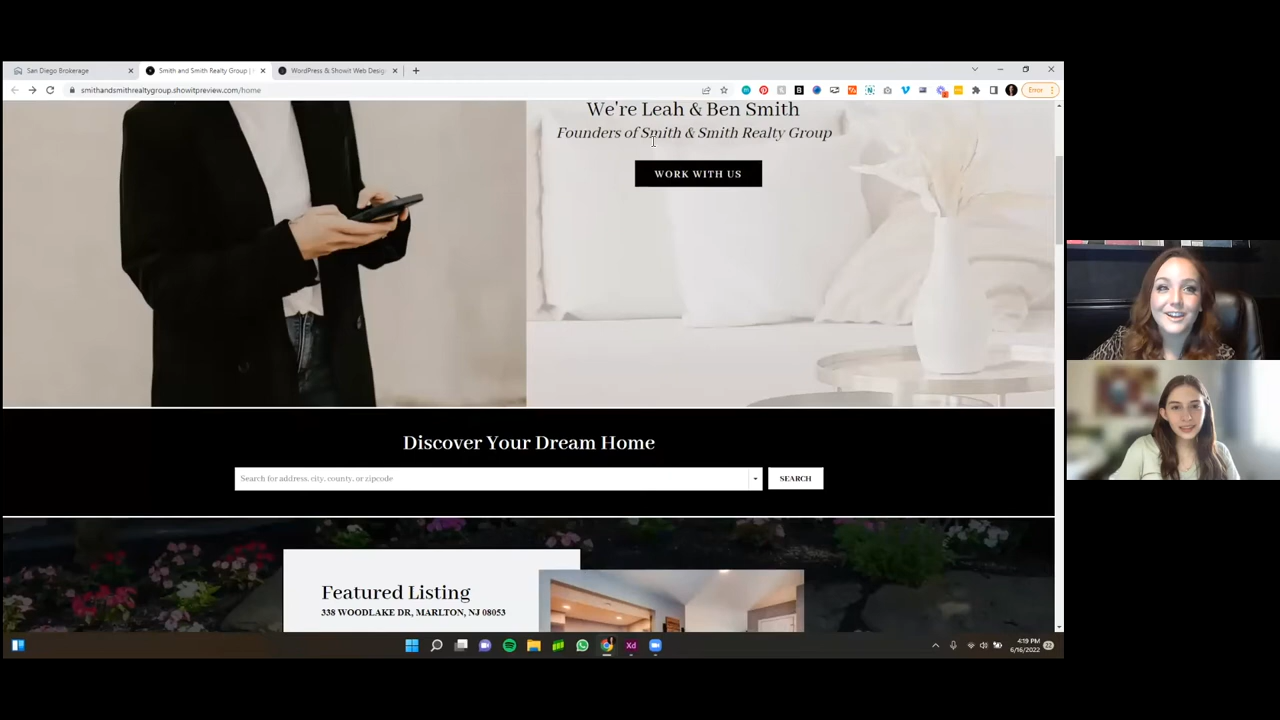 San Diego Brokerage
Smith and Smith Realty Group |
WordPress & Showit Web Desig
smithandsmithrealtygroup.showitpreview.com/home
Error
We're Leah & Ben Smith
Founders of Smith & Smith Realty Group
WORK WITH US
Discover Your Dream Home
Search for address, city, county, or zipcode
SEARCH
Featured Listing
338 WOODLAKE DR, MARLTON, NJ 08053
Xd
4:19 PM
6/16/2022